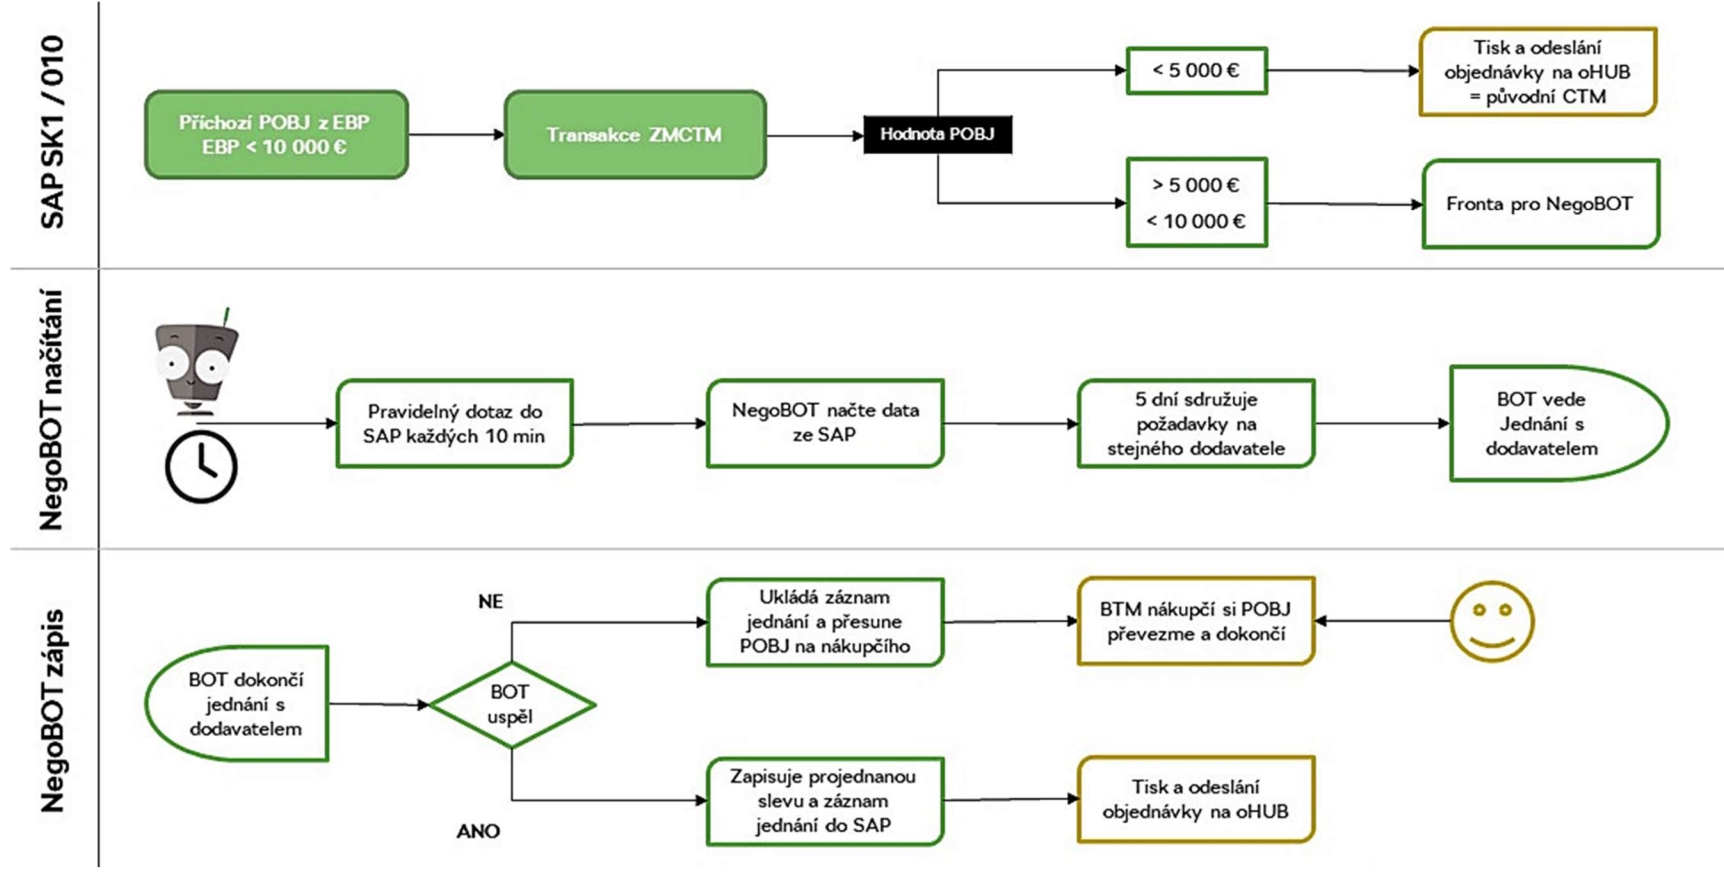 SAP SK1 / 010
Příchozí POBJ z EBP
EBP < 10 000 €
Transakce ZMCTM
Hodnota POBJ
< 5 000 €
Tisk a odeslání
objednávky na oHUB
= původní CTM
> 5 000 €
< 10 000 €
Fronta pro NegoBOT
NegoBOT načítání
Pravidelný dotaz do
SAP každých 10 min
NegoBOT načte data
ze SAP
5 dní sdružuje
požadavky na
stejného dodavatele
BOT vede
Jednání s
dodavatelem
NegoBOT zápis
BOT dokončí
jednání s
dodavatelem
BOT
uspěl
NE
Ukládá záznam
jednání a přesune
POBJ na nákupčího
BTM nákupčí si POBJ
převezme a dokončí
ANO
Zapisuje projednanou
slevu a záznam
jednání do SAP
Tisk a odeslání
objednávky na oHUB